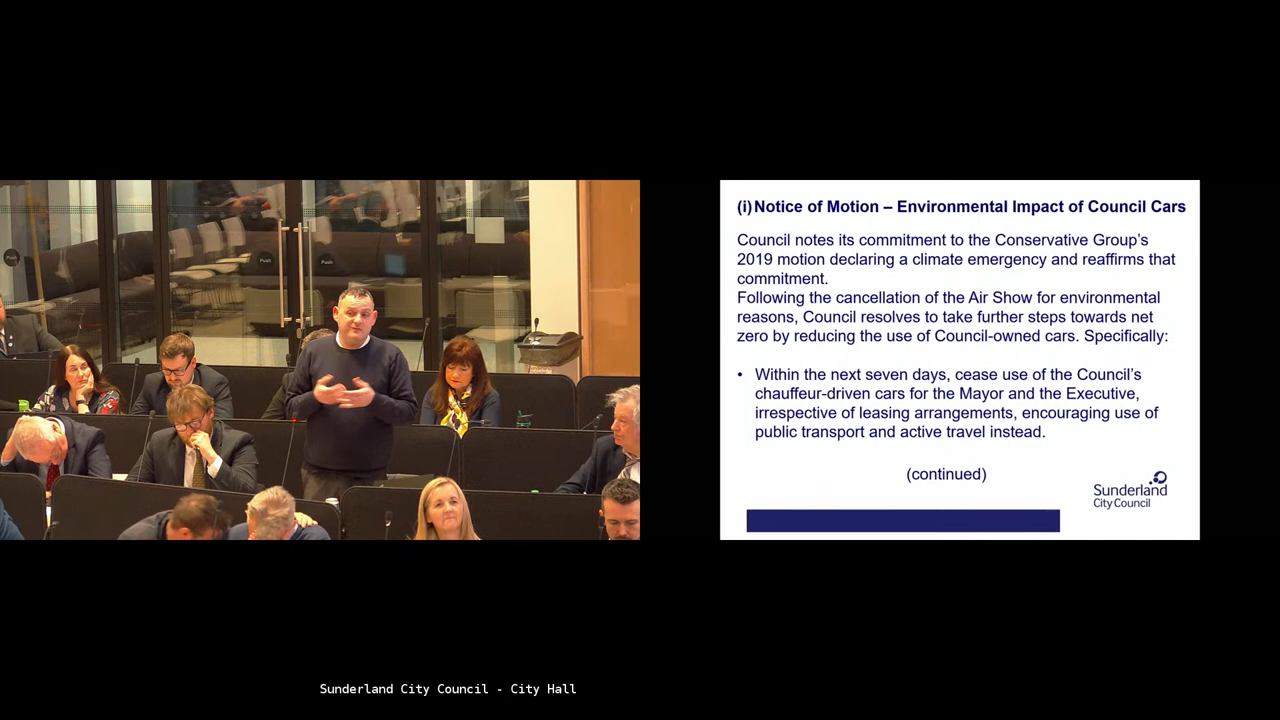 Push
Push
Push
(i) Notice of Motion – Environmental Impact of Council Cars
Council notes its commitment to the Conservative Group's
2019 motion declaring a climate emergency and reaffirms that
commitment.
Following the cancellation of the Air Show for environmental
reasons, Council resolves to take further steps towards net
zero by reducing the use of Council-owned cars. Specifically:
• Within the next seven days, cease use of the Council's
chauffeur-driven cars for the Mayor and the Executive,
irrespective of leasing arrangements, encouraging use of
public transport and active travel instead.
(continued)
Sunderland
City Council
Sunderland City Council - City Hall